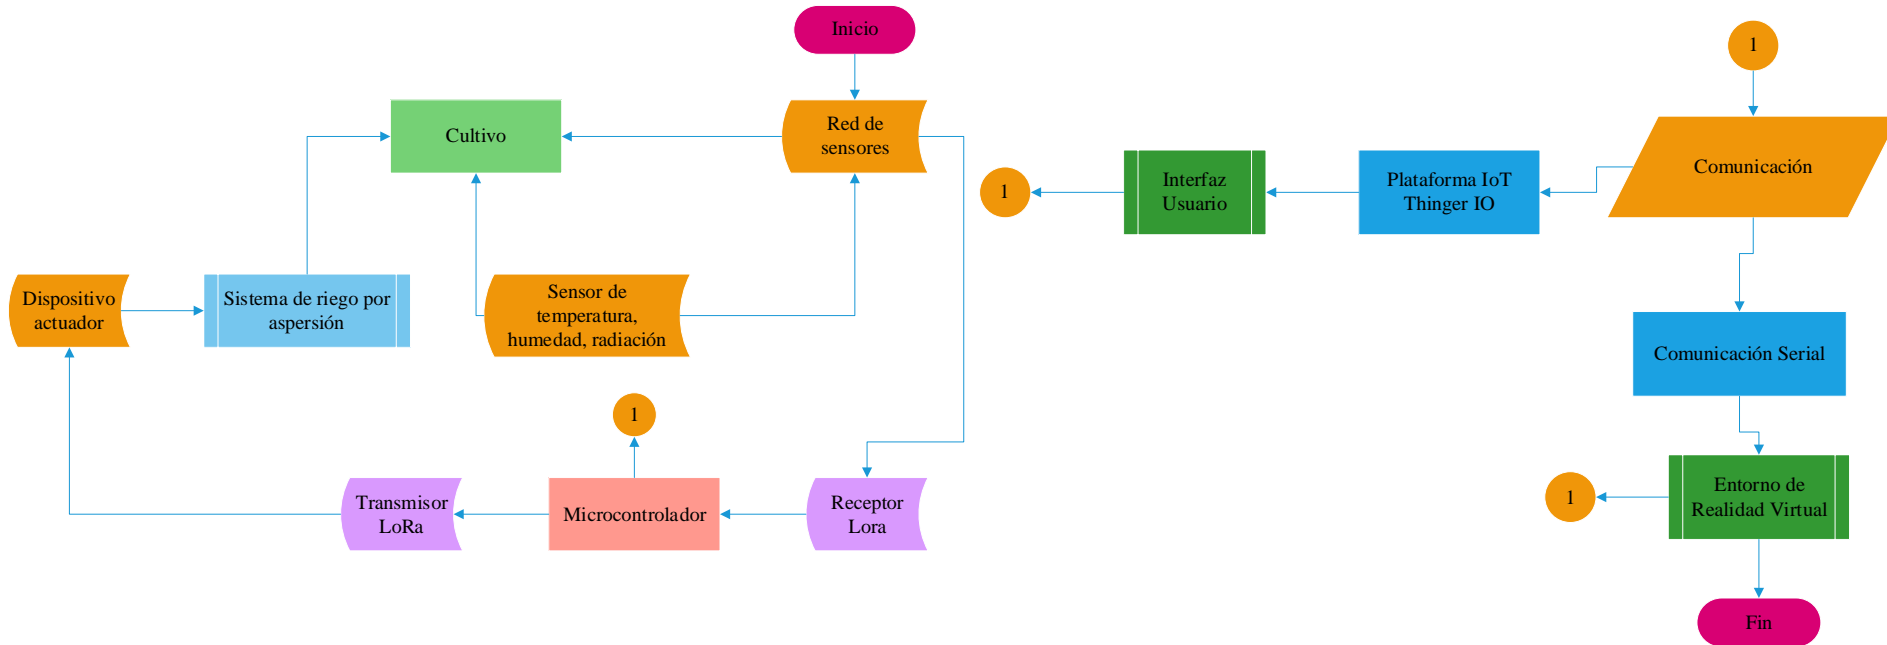 Inicio
Cultivo
Red de
sensores
Dispositivo
actuador
Sistema de riego por
aspersión
Sensor de
temperatura,
humedad, radiación
1
Transmisor
LoRa
Microcontrolador
Receptor
Lora
1
Comunicación
Plataforma IoT
Thinger IO
Interfaz
Usuario
1
Comunicación Serial
Entorno de
Realidad Virtual
1
Fin